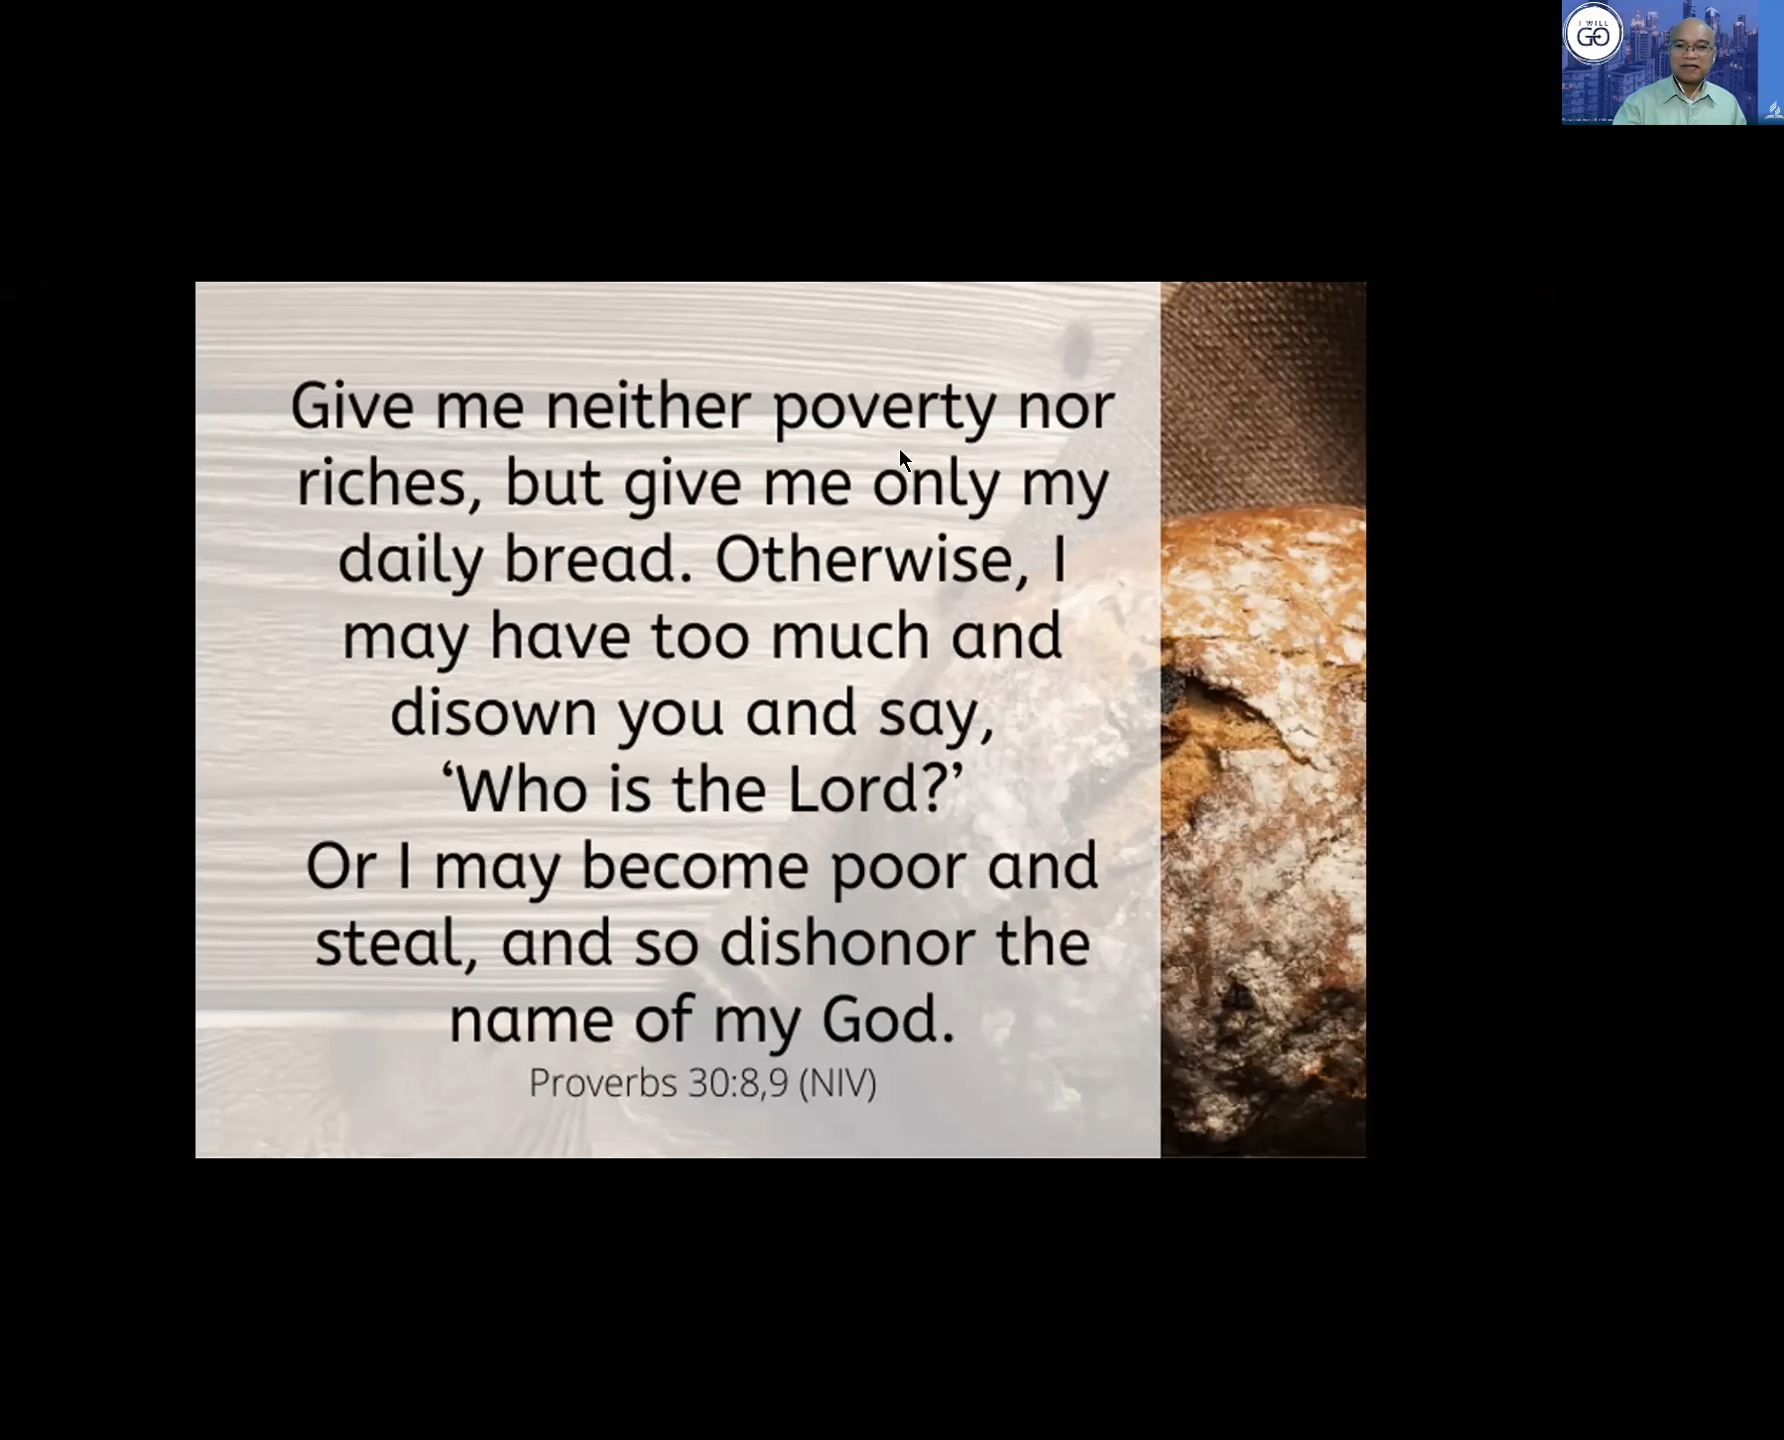 I WILL
GO
Give me neither poverty nor
riches, but give me only my
daily bread. Otherwise, I
may have too much and
disown you and say,
‘Who is the Lord?’
Or I may become poor and
steal, and so dishonor the
name of my God.
Proverbs 30:8,9 (NIV)